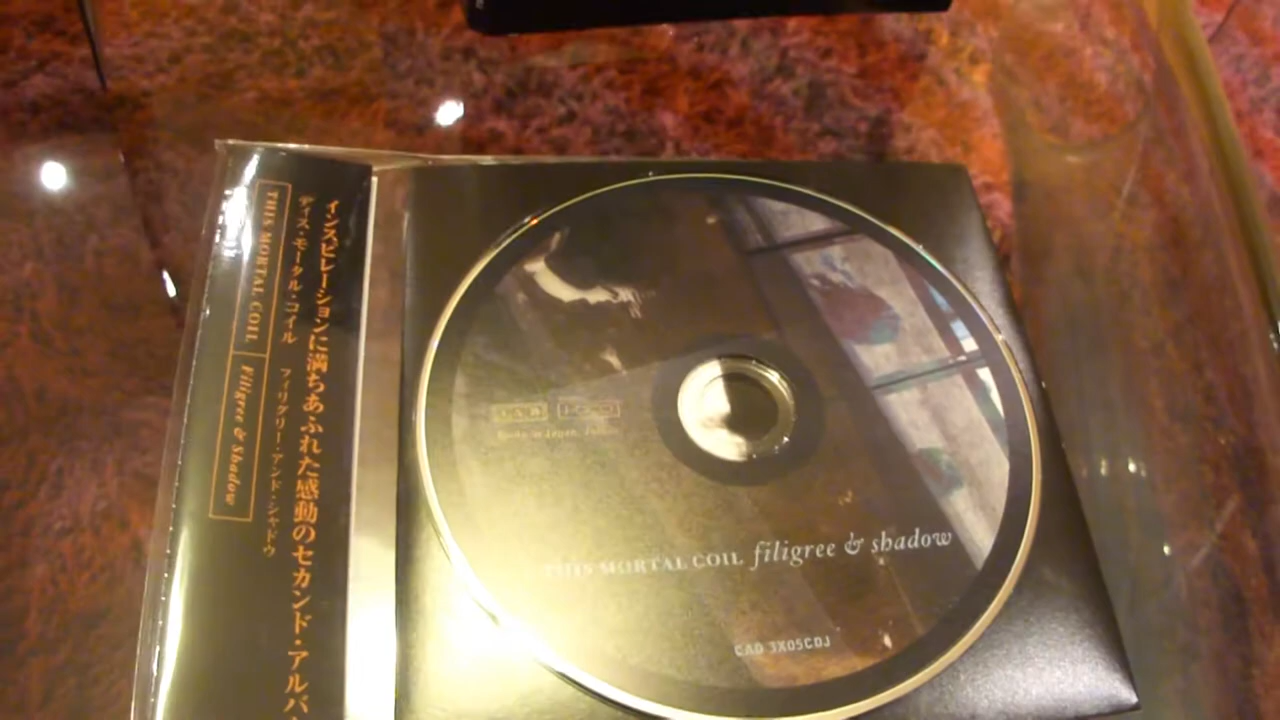 インスピレーションに満ちあふれた感動のセカンド・アルバ
ディス・モータル・コイル フィリグリー・アンド・シャドウ
THIS MORTAL COIL Filigree & Shadow
THIS MORTAL COIL filigree & shadow
CAD 3X05CDJ